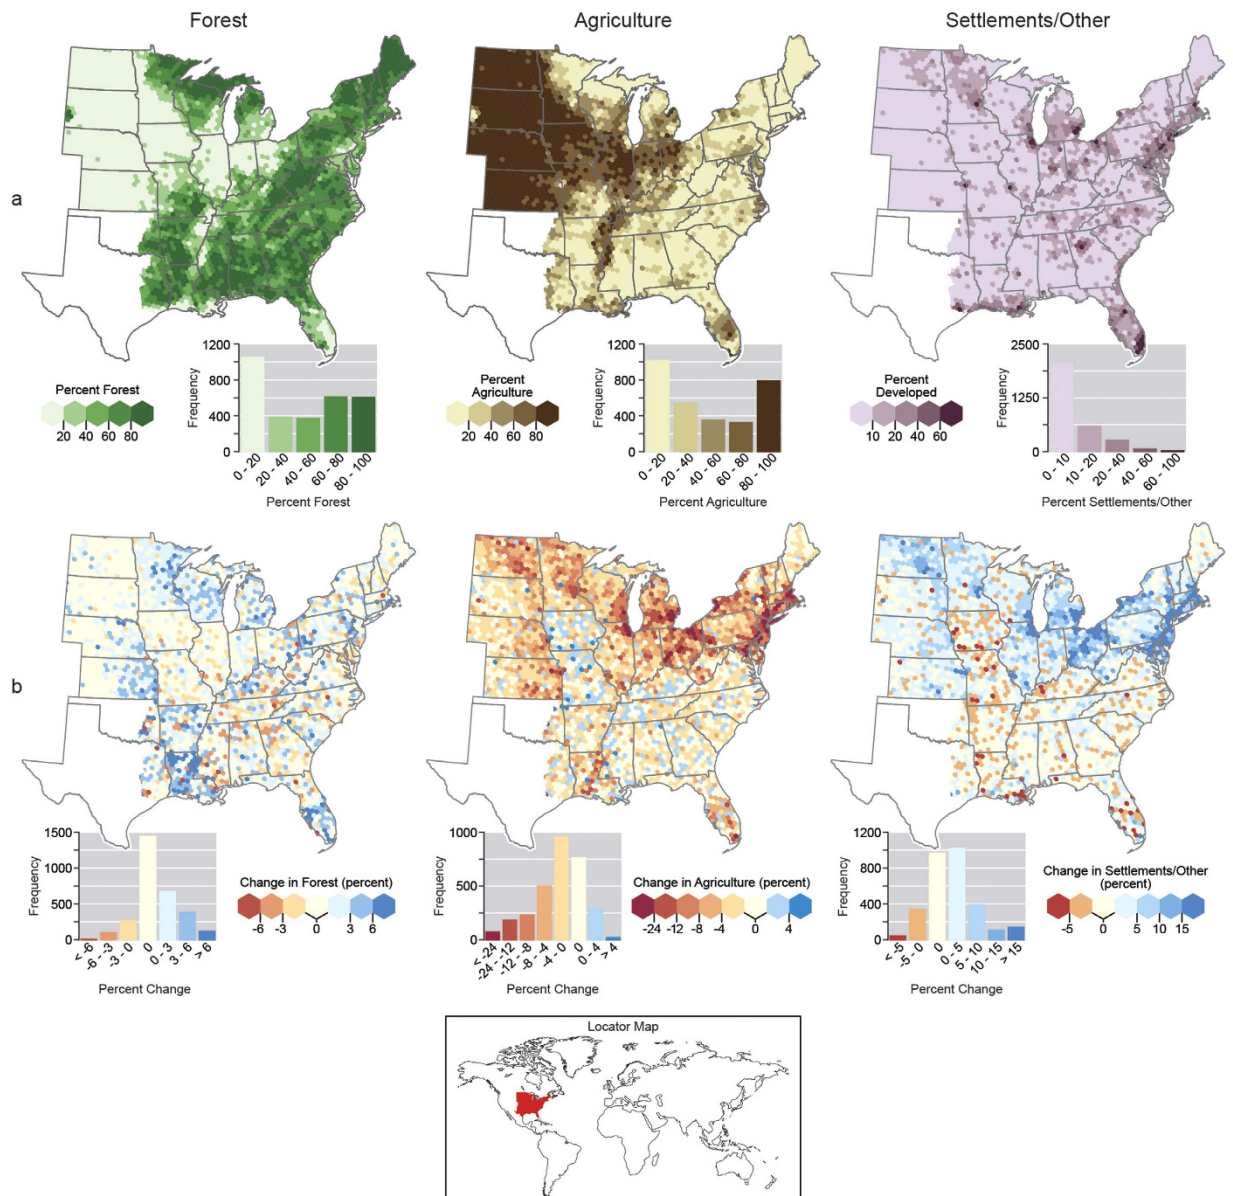 Forest
Agriculture
Settlements/Other
a
Percent Forest
20 40 60 80
Frequency
1200
800
400
0
0 - 20
20 - 40
40 - 60
60 - 80
80 - 100
Percent Forest
Percent
Agriculture
20 40 60 80
Frequency
1200
800
400
0
0 - 20
20 - 40
40 - 60
60 - 80
80 - 100
Percent Agriculture
Percent
Developed
10 20 40 60
Frequency
2500
1250
0
0 - 10
10 - 20
20 - 40
40 - 60
60 - 100
Percent Settlements/Other
b
Frequency
1500
1000
500
0
< -6
-6 - -3
-3 - 0
0
0 - 3
3 - 6
> 6
Percent Change
Change in Forest (percent)
-6 -3 0 3 6
Frequency
1000
500
0
< -24
-24 - -12
-12 - -8
-8 - -4
-4 - 0
0
0 - 4
> 4
Percent Change
Change in Agriculture (percent)
-24 -12 -8 -4 0 4
Frequency
1200
900
600
300
0
< -5
-5 - 0
0
0 - 5
5 - 10
10 - 15
> 15
Percent Change
Change in Settlements/Other
(percent)
-5 0 5 10 15
Locator Map